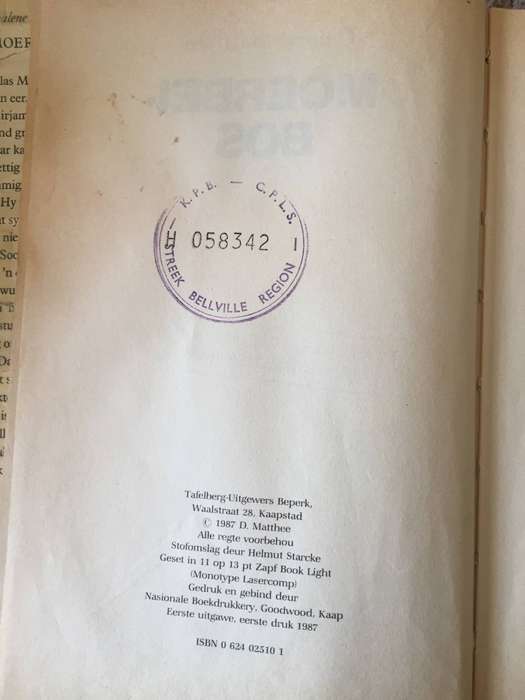 K.P.B. — C.P.L.S.
058342
STREEK BELLVILLE REGION
Tafelberg-Uitgewers Beperk,
Waalstraat 28, Kaapstad
© 1987 D. Matthee
Alle regte voorbehou
Stofomslag deur Helmut Starcke
Geset in 11 op 13 pt Zapf Book Light
(Monotype Lasercomp)
Gedruk en gebind deur
Nasionale Boekdrukkery, Goodwood, Kaap
Eerste uitgawe, eerste druk 1987
ISBN 0 624 02510 1